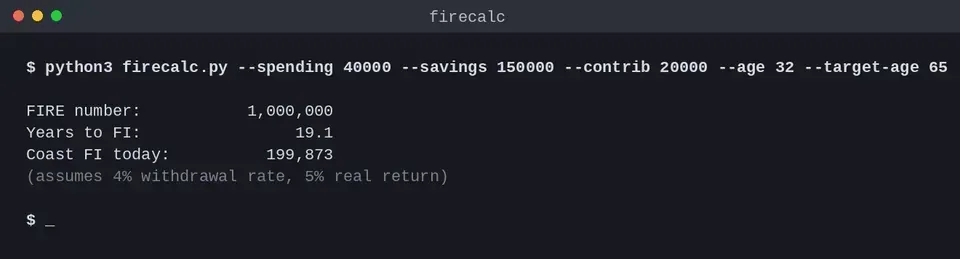 firecalc
$ python3 firecalc.py --spending 40000 --savings 150000 --contrib 20000 --age 32 --target-age 65
FIRE number: 1,000,000
Years to FI: 19.1
Coast FI today: 199,873
(assumes 4% withdrawal rate, 5% real return)
$ _